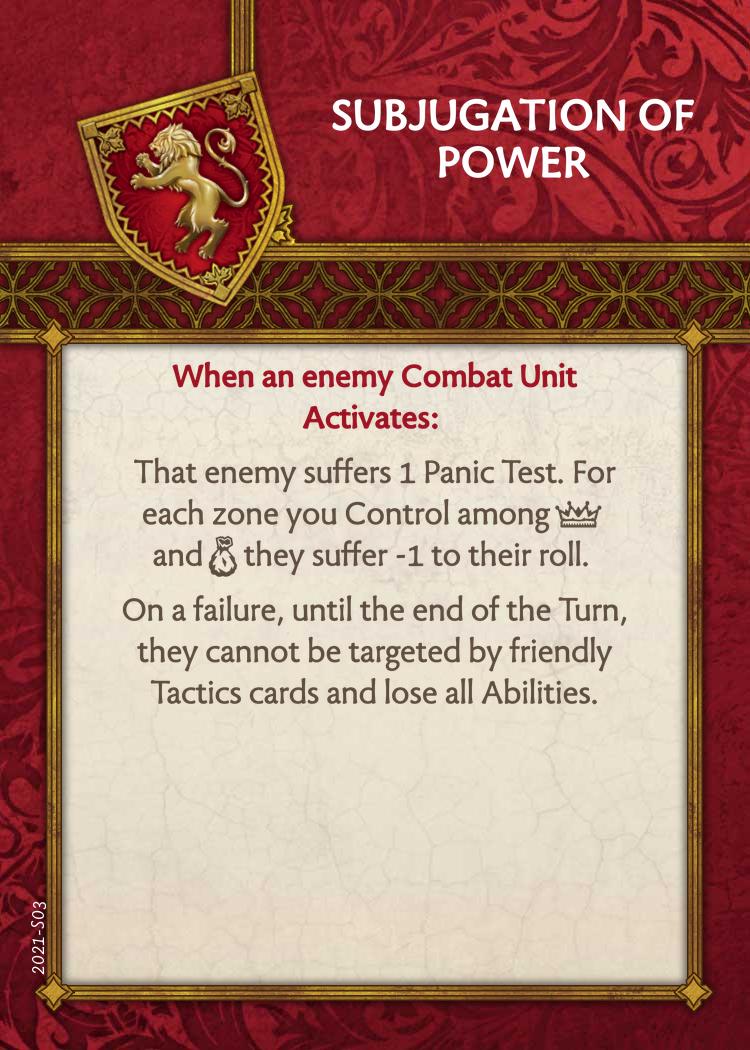 SUBJUGATION OF
POWER
When an enemy Combat Unit
Activates:
That enemy suffers 1 Panic Test. For
each zone you Control among
and they suffer -1 to their roll.
On a failure, until the end of the Turn,
they cannot be targeted by friendly
Tactics cards and lose all Abilities.
2021-S03